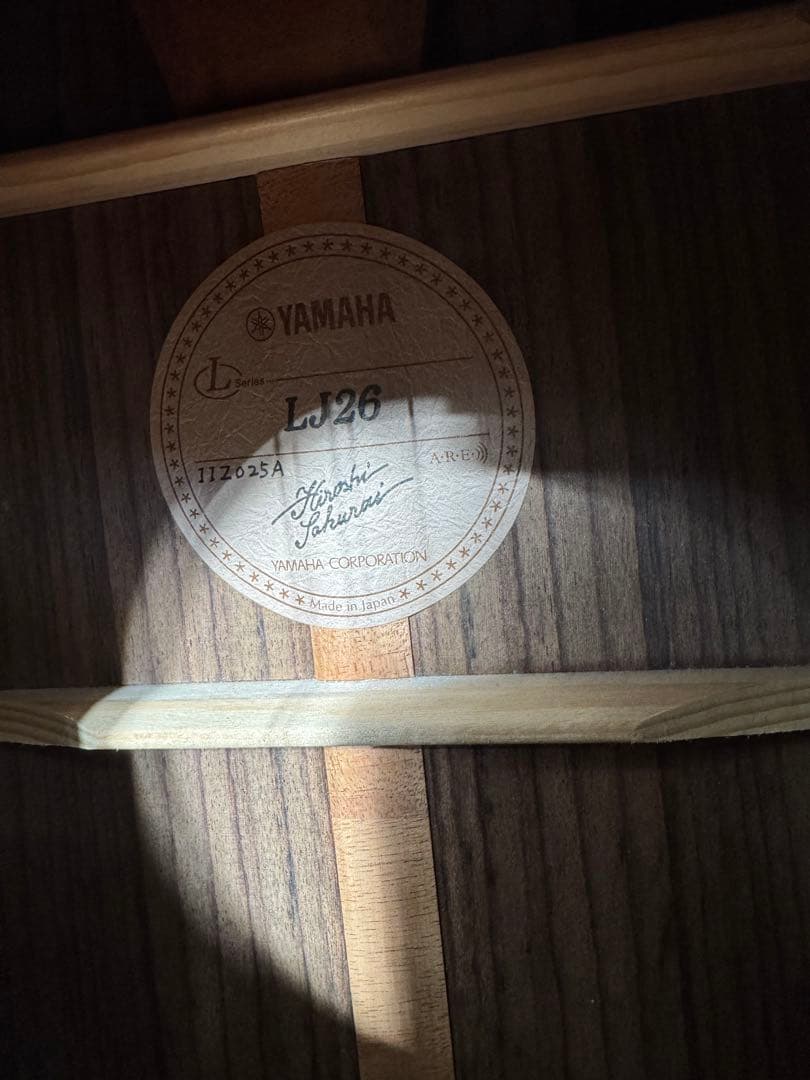 YAMAHA
L Series
LJ26
IIZ025A
A·R·E
Hiroshi
Sakurai
YAMAHA CORPORATION
Made in Japan